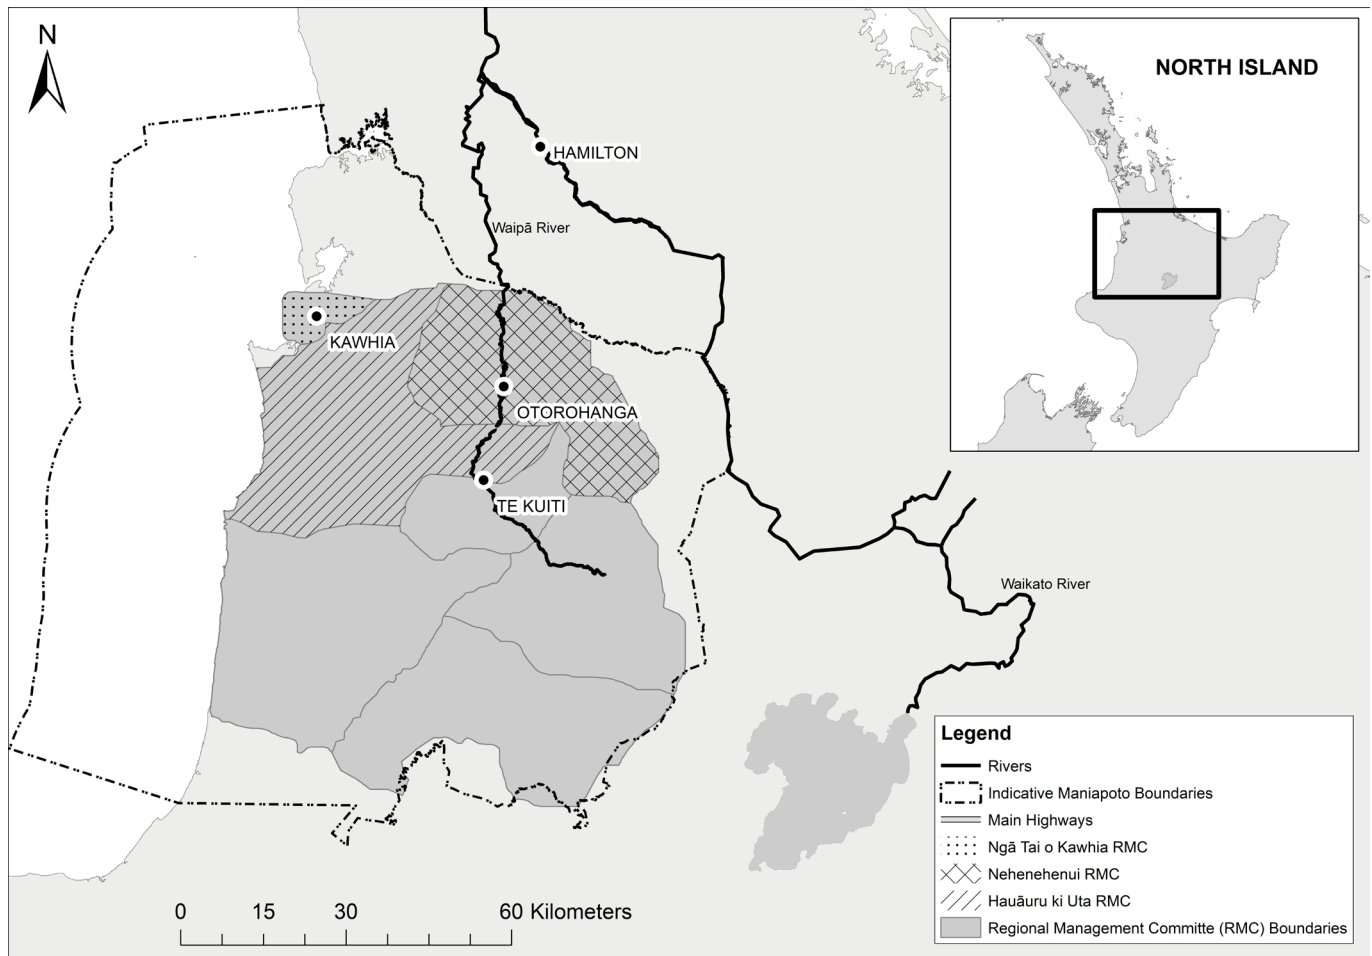 N
NORTH ISLAND
HAMILTON
Waipā River
KAWHIA
OTOROHANGA
TE KUITI
Waikato River
Legend
Rivers
Indicative Maniapoto Boundaries
Main Highways
Ngā Tai o Kawhia RMC
Nehenehenui RMC
Hauāuru ki Uta RMC
Regional Management Committe (RMC) Boundaries
0 15 30 60 Kilometers